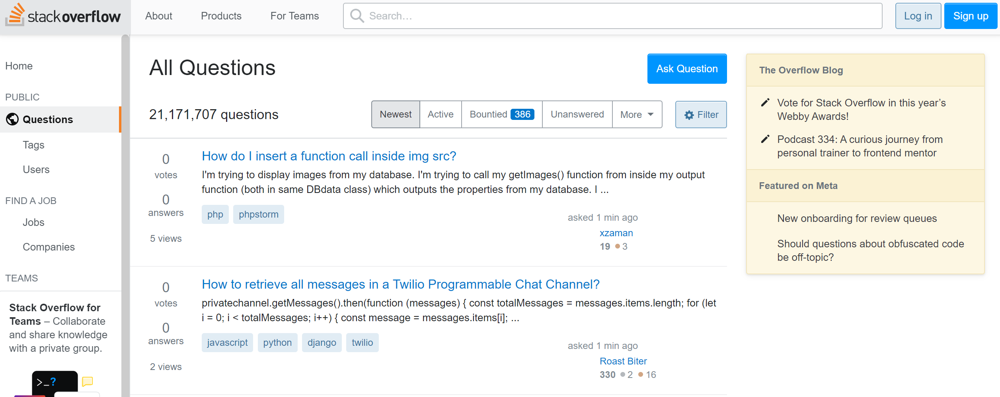 stackoverflow
About
Products
For Teams
Search…
Log in
Sign up
Home
PUBLIC
Questions
Tags
Users
FIND A JOB
Jobs
Companies
TEAMS
Stack Overflow for
Teams – Collaborate
and share knowledge
with a private group.
>_?
All Questions
Ask Question
21,171,707 questions
Newest
Active
Bountied 386
Unanswered
More
Filter
0
votes
0
answers
5 views
How do I insert a function call inside img src?
I'm trying to display images from my database. I'm trying to call my getImages() function from inside my output
function (both in same DBdata class) which outputs the properties from my database. I ...
php
phpstorm
asked 1 min ago
xzaman
19 3
0
votes
0
answers
2 views
How to retrieve all messages in a Twilio Programmable Chat Channel?
privatechannel.getMessages().then(function (messages) { const totalMessages = messages.items.length; for (let
i = 0; i < totalMessages; i++) { const message = messages.items[i]; ...
javascript
python
django
twilio
asked 1 min ago
Roast Biter
330 2 16
The Overflow Blog
Vote for Stack Overflow in this year’s
Webby Awards!
Podcast 334: A curious journey from
personal trainer to frontend mentor
Featured on Meta
New onboarding for review queues
Should questions about obfuscated code
be off-topic?